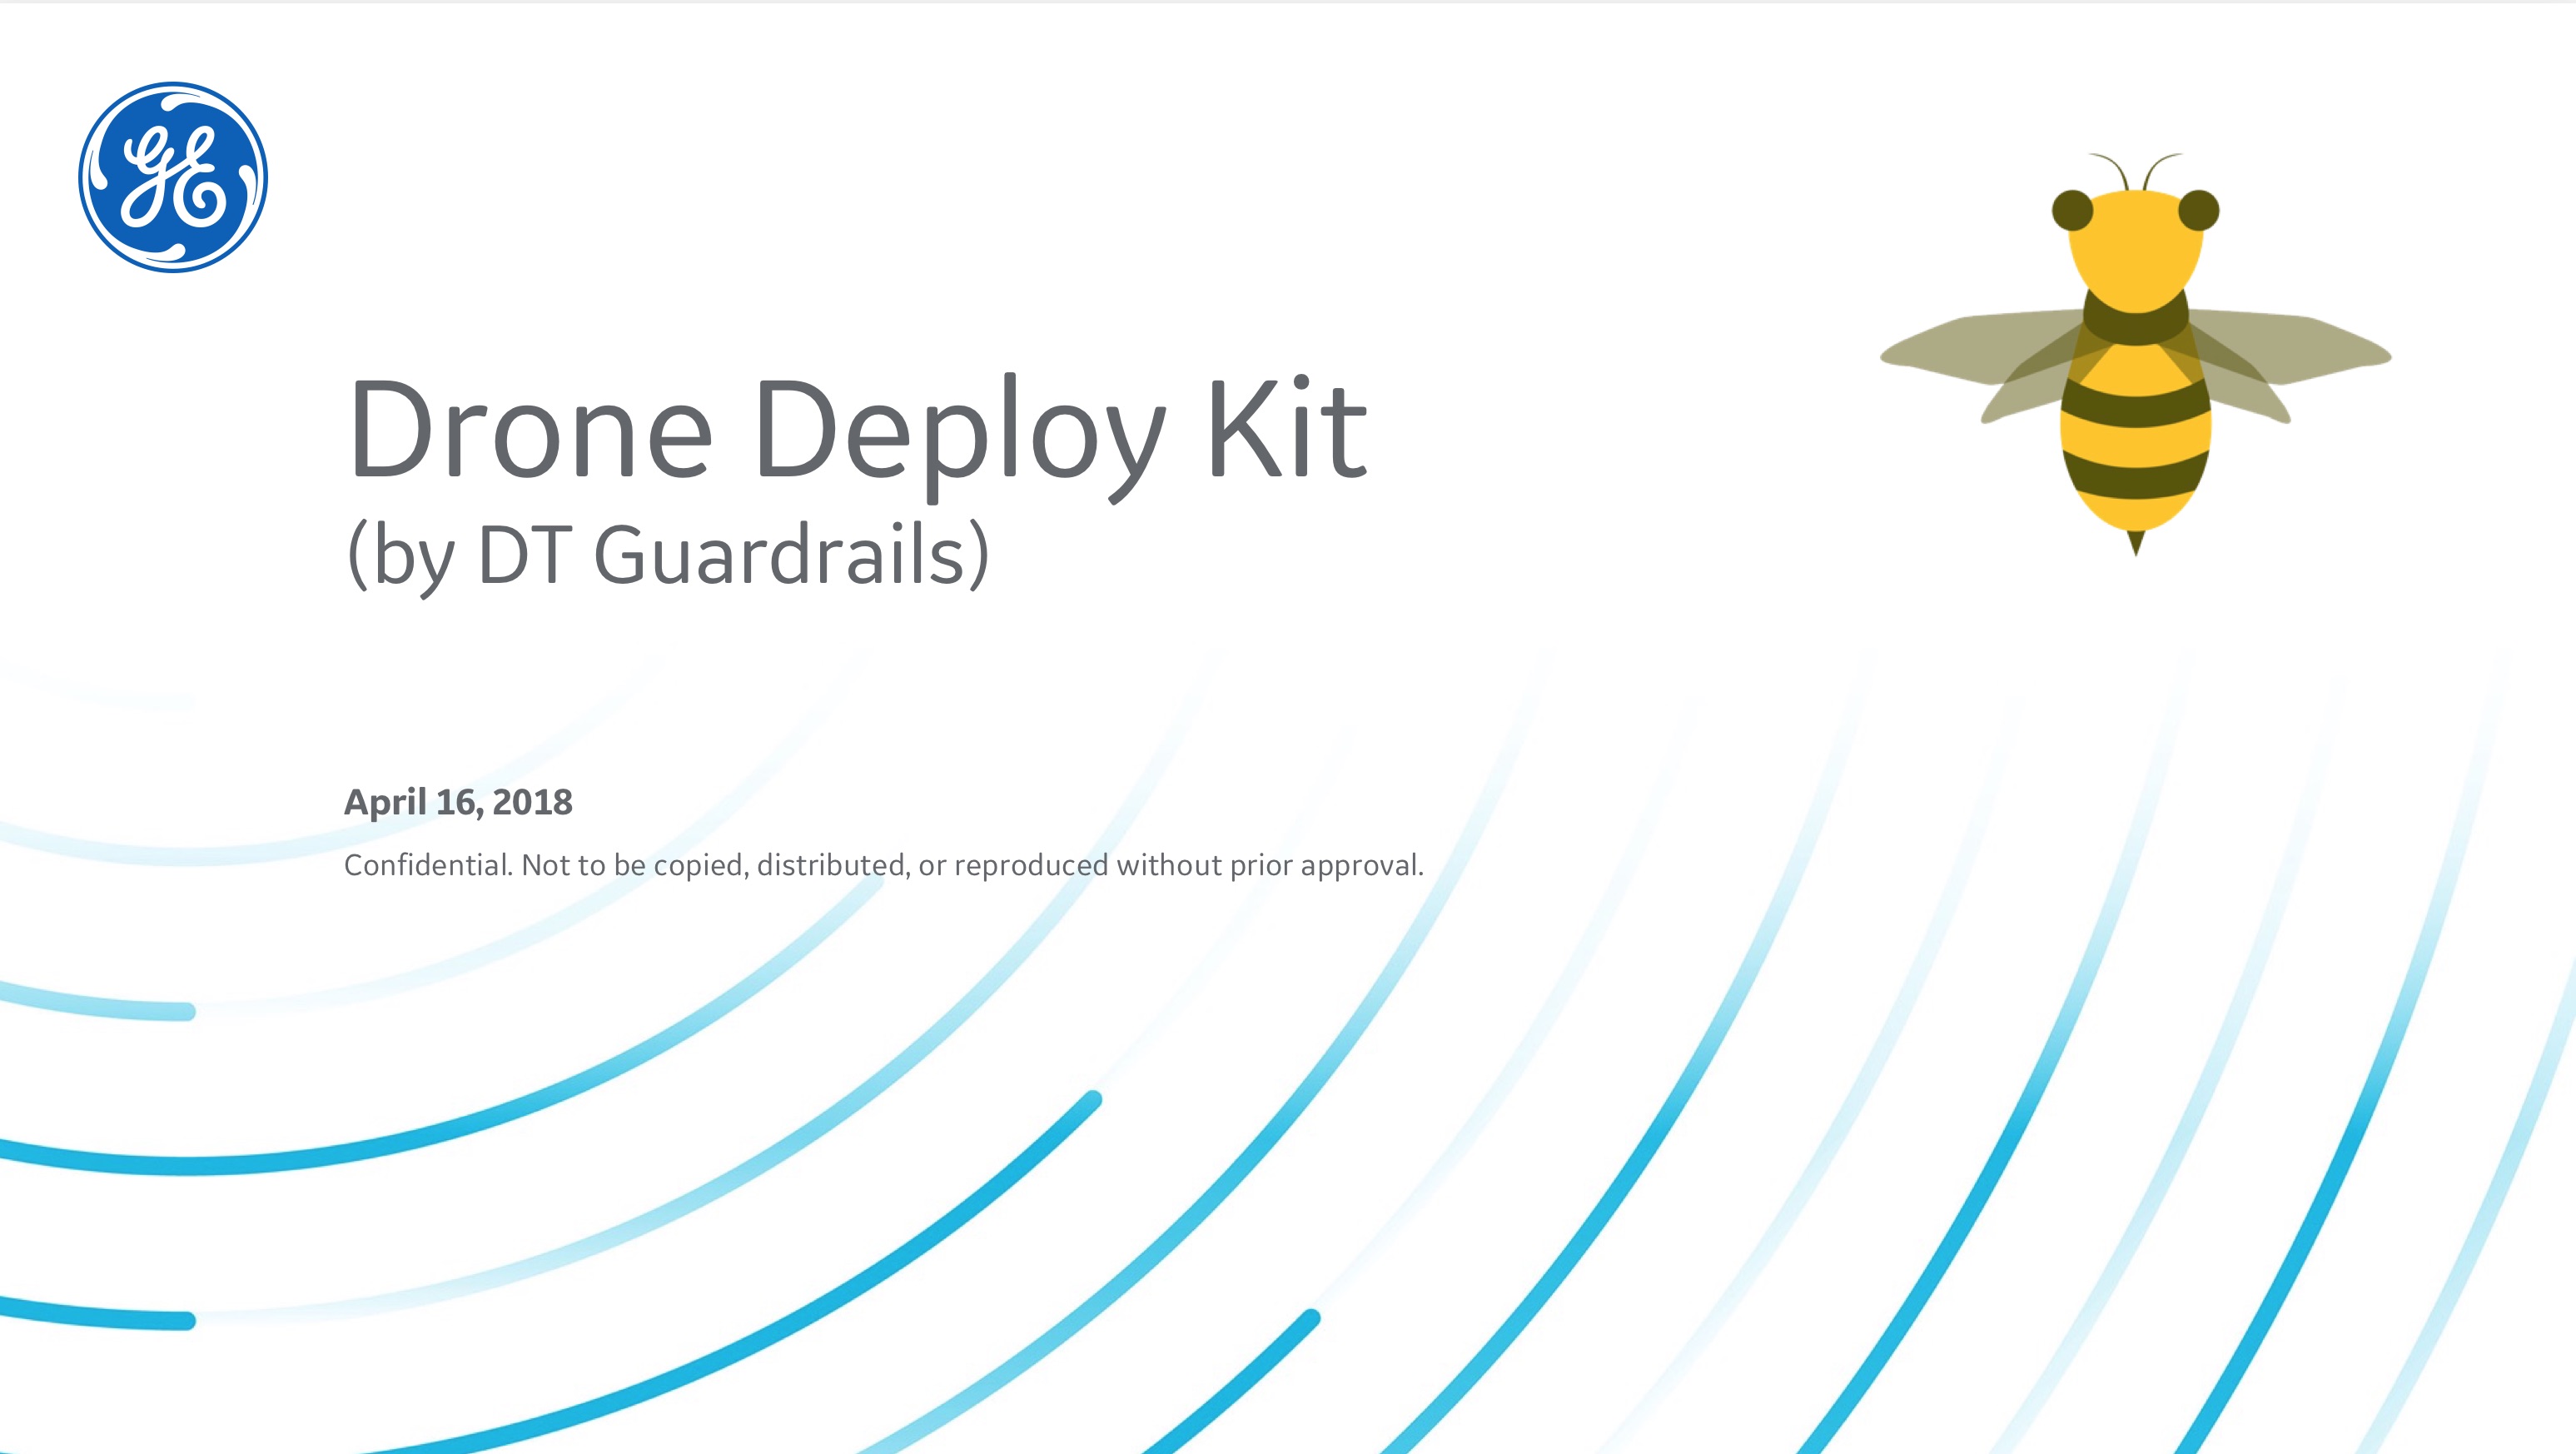 GE
Drone Deploy Kit
(by DT Guardrails)
April 16, 2018
Confidential. Not to be copied, distributed, or reproduced without prior approval.